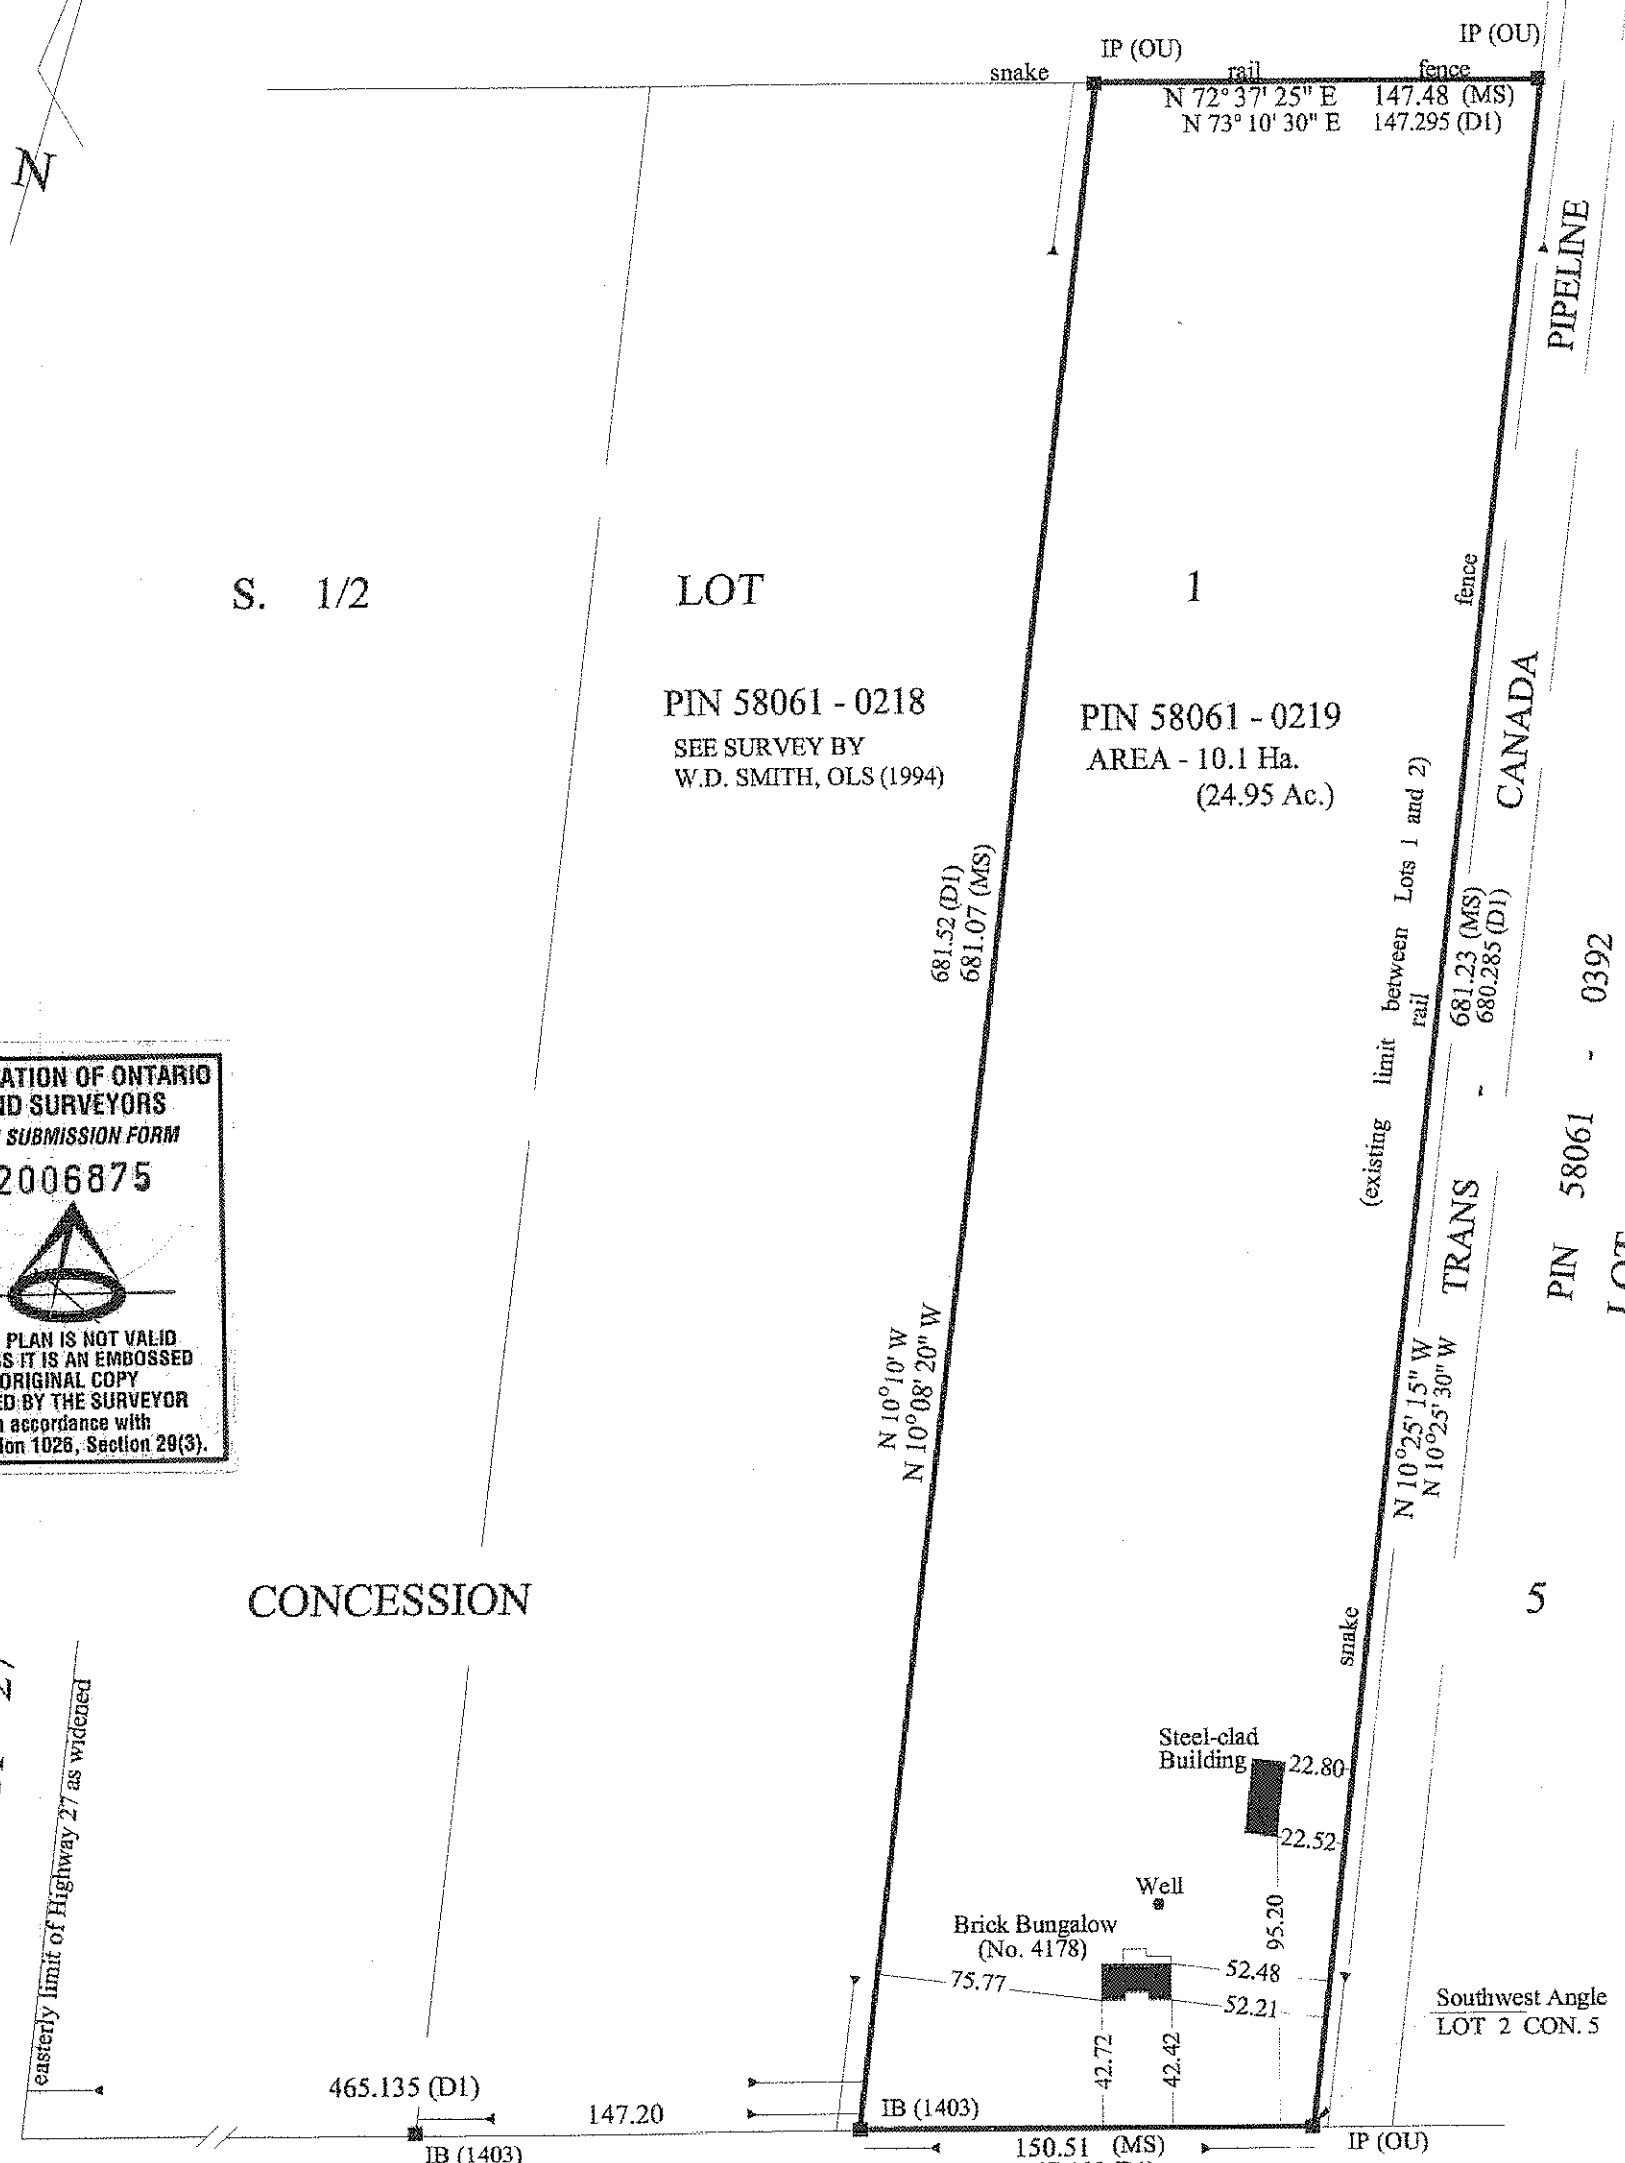 IP (OU)
IP (OU)
snake rail fence
N 72° 37' 25" E 147.48 (MS)
N 73° 10' 30" E 147.295 (D1)
N
PIPELINE
fence
S. 1/2 LOT 1
PIN 58061 - 0218
SEE SURVEY BY
W.D. SMITH, OLS (1994)
PIN 58061 - 0219
AREA - 10.1 Ha.
(24.95 Ac.)
CANADA
(existing limit between Lots 1 and 2)
rail
681.52 (D1)
681.07 (MS)
681.23 (MS)
680.285 (D1)
PIN 58061 - 0392
LOT
TRANS -
ATION OF ONTARIO
ND SURVEYORS
SUBMISSION FORM
2006875
PLAN IS NOT VALID
S IT IS AN EMBOSSED
ORIGINAL COPY
ED BY THE SURVEYOR
n accordance with
ion 1026, Section 29(3).
N 10° 10' W
N 10° 08' 20" W
N 10° 25' 15" W
N 10° 25' 30" W
CONCESSION 5
27
snake
easterly limit of Highway 27 as widened
Steel-clad
Building
22.80
22.52
Well
95.20
Brick Bungalow
(No. 4178)
75.77
52.48
52.21
42.72
42.42
Southwest Angle
LOT 2 CON. 5
465.135 (D1)
147.20
IB (1403)
IB (1403)
150.51 (MS)
IP (OU)